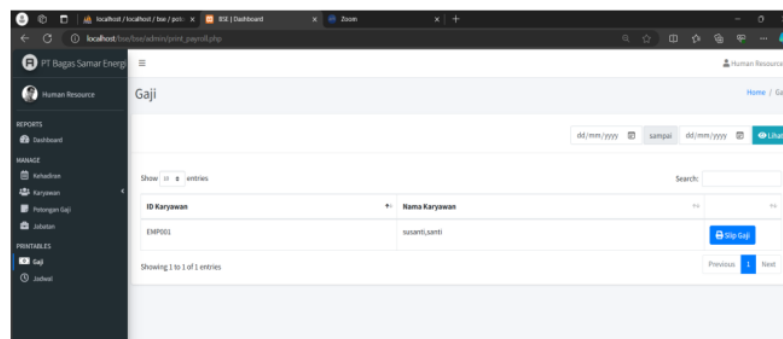 localhost / localhost / bse / poto
BSE | Dashboard
Zoom
localhost/bse/bse/admin/print_payroll.php
PT Bagas Samar Energi
Human Resource
Human Resource
Gaji
Home / Ga
REPORTS
Dashboard
dd/mm/yyyy sampai dd/mm/yyyy Lihat
MANAGE
Kehadiran
Karyawan
Potongan Gaji
Jabatan
PRINTABLES
Gaji
Jadwal
Show 10 entries
Search:
ID Karyawan Nama Karyawan
EMP001 susanti,santi Slip Gaji
Showing 1 to 1 of 1 entries
Previous 1 Next